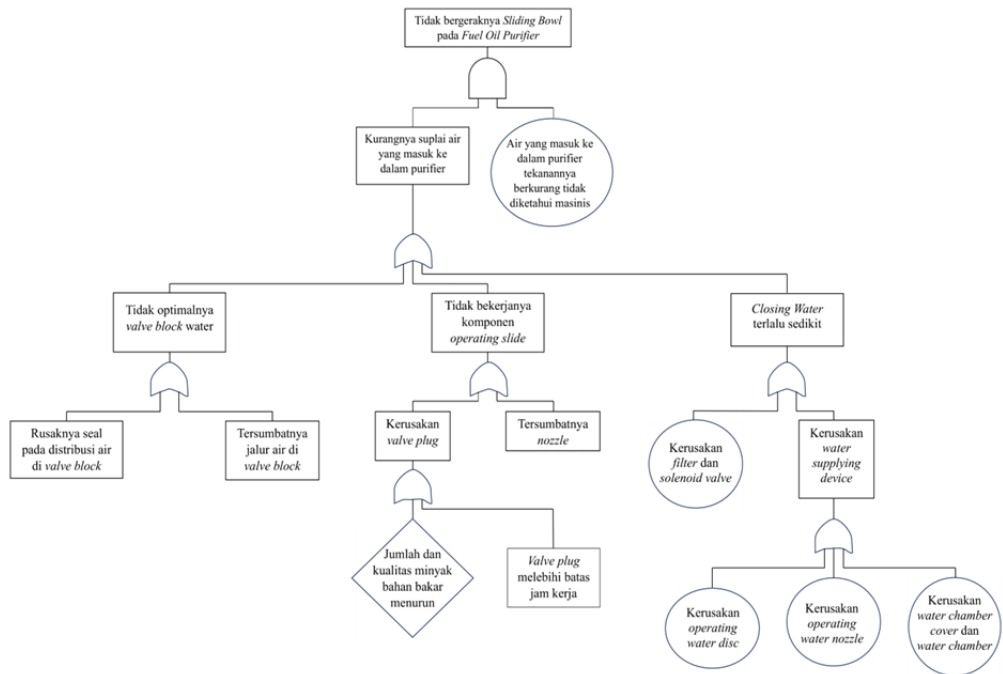 Tidak bergeraknya Sliding Bowl
pada Fuel Oil Purifier
Kurangnya suplai air
yang masuk ke
dalam purifier
Air yang masuk ke
dalam purifier
tekanannya
berkurang tidak
diketahui masinis
Tidak optimalnya
valve block water
Tidak bekerjanya
komponen
operating slide
Closing Water
terlalu sedikit
Rusaknya seal
pada distribusi air
di valve block
Tersumbatnya
jalur air di
valve block
Kerusakan
valve plug
Tersumbatnya
nozzle
Kerusakan
filter dan
solenoid valve
Kerusakan
water
supplying
device
Jumlah dan
kualitas minyak
bahan bakar
menurun
Valve plug
melebihi batas
jam kerja
Kerusakan
operating
water disc
Kerusakan
operating
water nozzle
Kerusakan
water chamber
cover dan
water chamber